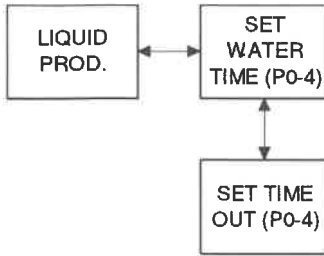 LIQUID
PROD.
SET
WATER
TIME (P0-4)
SET TIME
OUT (P0-4)